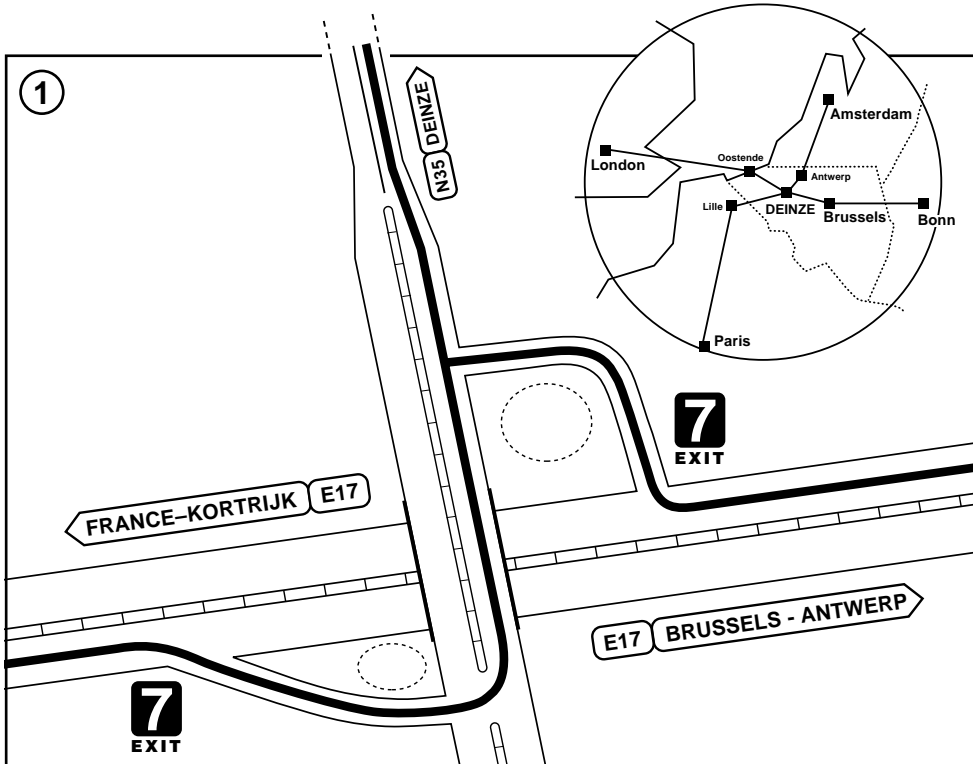 1
N35 DEINZE
Amsterdam
Oostende
London
Antwerp
Lille
DEINZE
Brussels
Bonn
Paris
7
EXIT
FRANCE–KORTRIJK E17
E17 BRUSSELS - ANTWERP
7
EXIT